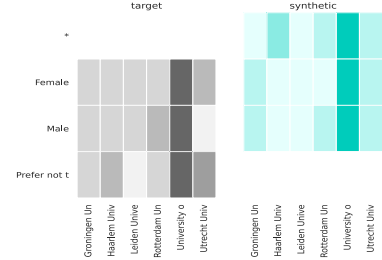 target synthetic
*
Female
Male
Prefer not t
Groningen Un Haarlem Univ Leiden Unive Rotterdam Un University o Utrecht Univ Groningen Un Haarlem Univ Leiden Unive Rotterdam Un University o Utrecht Univ